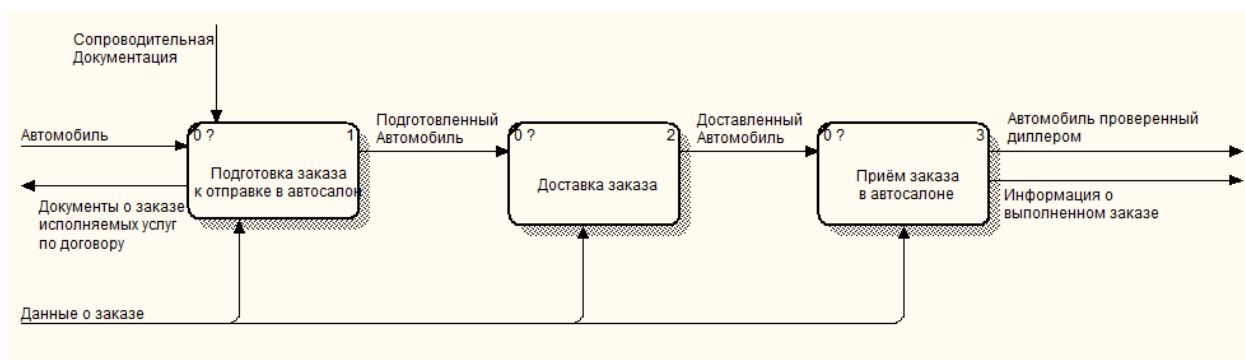 Сопроводительная
Документация
Автомобиль
0 ?
1
Подготовка заказа
к отправке в автосалон
Документы о заказе
исполняемых услуг
по договору
Подготовленный
Автомобиль
0 ?
2
Доставка заказа
Доставленный
Автомобиль
0 ?
3
Приём заказа
в автосалоне
Автомобиль проверенный
диллером
Информация о
выполненном заказе
Данные о заказе